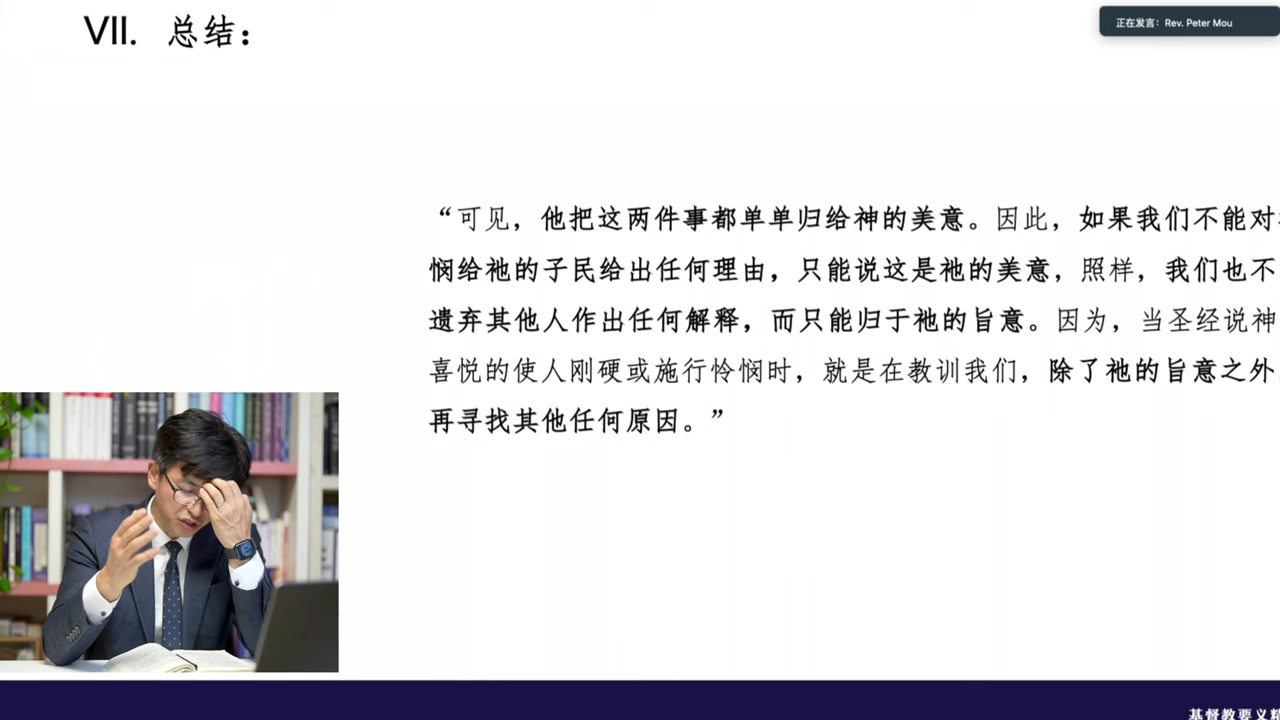 VII. 总结：
正在发言：Rev. Peter Mou
“可见，他把这两件事都单单归给神的美意。因此，如果我们不能对
悯给祂的子民给出任何理由，只能说这是祂的美意，照样，我们也不
遗弃其他人作出任何解释，而只能归于祂的旨意。因为，当圣经说神
喜悦的使人刚硬或施行怜悯时，就是在教训我们，除了祂的旨意之外
再寻找其他任何原因。”
基督教要义